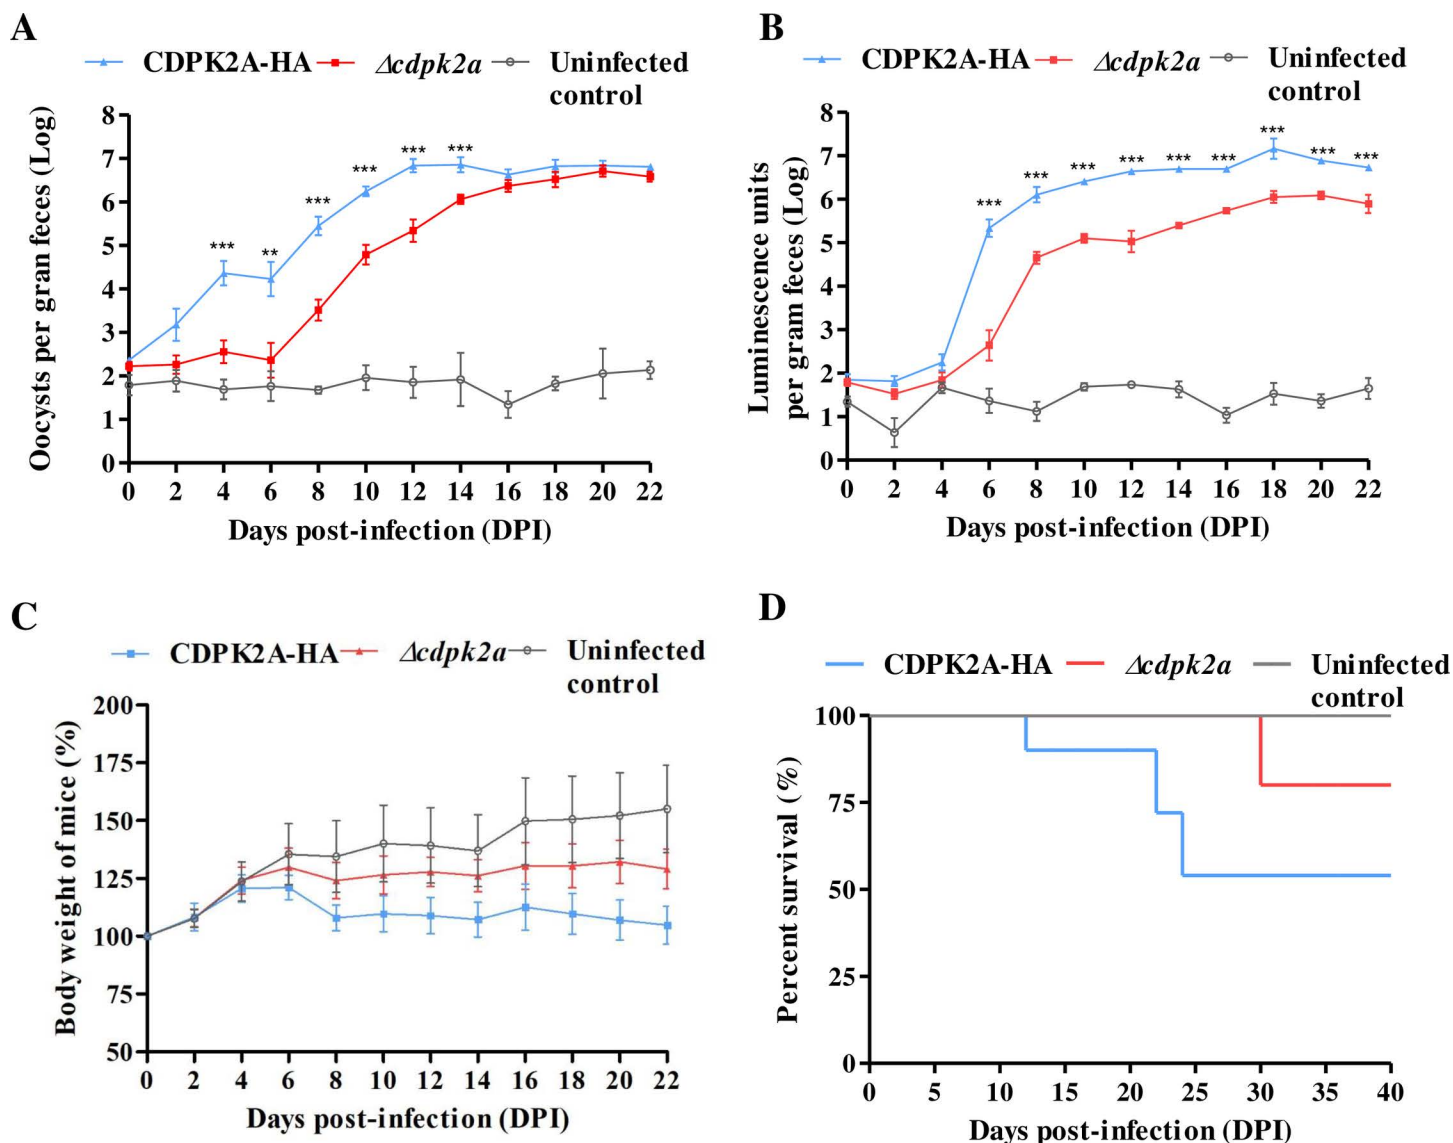 A
CDPK2A-HA Δcdpk2a Uninfected
control
Oocysts per gran feces (Log)
8
7
6
5
4
3
2
1
0
*** ** *** *** *** ***
0 2 4 6 8 10 12 14 16 18 20 22
Days post-infection (DPI)
B
CDPK2A-HA Δcdpk2a Uninfected
control
Luminescence units
per gram feces (Log)
8
7
6
5
4
3
2
1
0
*** *** *** *** *** *** *** *** ***
0 2 4 6 8 10 12 14 16 18 20 22
Days post-infection (DPI)
C
CDPK2A-HA Δcdpk2a Uninfected
control
Body weight of mice (%)
200
175
150
125
100
75
50
0 2 4 6 8 10 12 14 16 18 20 22
Days post-infection (DPI)
D
CDPK2A-HA Δcdpk2a Uninfected
control
Percent survival (%)
100
75
50
25
0
0 5 10 15 20 25 30 35 40
Days post-infection (DPI)